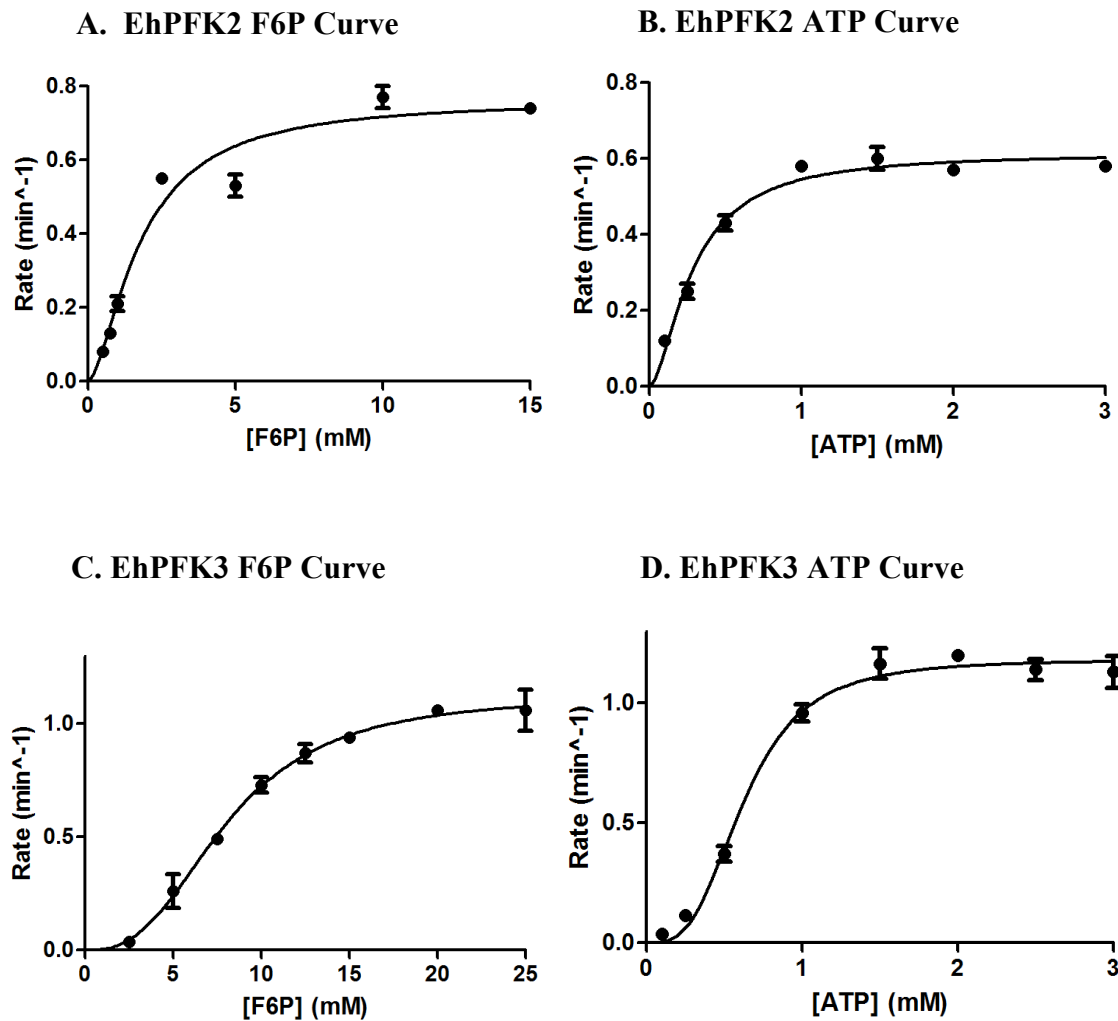 A. EhPFK2 F6P Curve
0.8
0.6
0.4
0.2
0.0
Rate (min^-1)
0
5
10
15
[F6P] (mM)
B. EhPFK2 ATP Curve
0.8
0.6
0.4
0.2
0.0
Rate (min^-1)
0
1
2
3
[ATP] (mM)
C. EhPFK3 F6P Curve
1.0
0.5
0.0
Rate (min^-1)
0
5
10
15
20
25
[F6P] (mM)
D. EhPFK3 ATP Curve
1.0
0.5
0.0
Rate (min^-1)
0
1
2
3
[ATP] (mM)